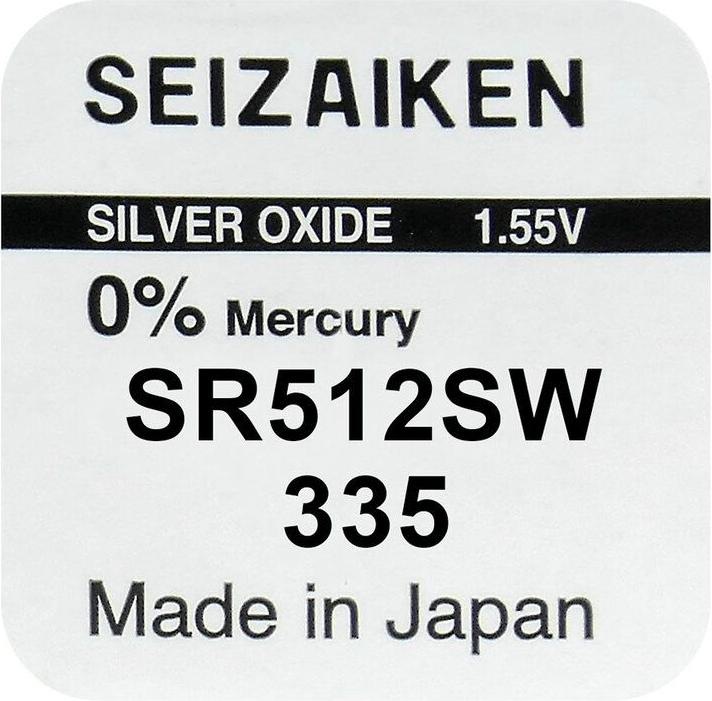 SEIZAIKEN
SILVER OXIDE 1.55V
0% Mercury
SR512SW
335
Made in Japan